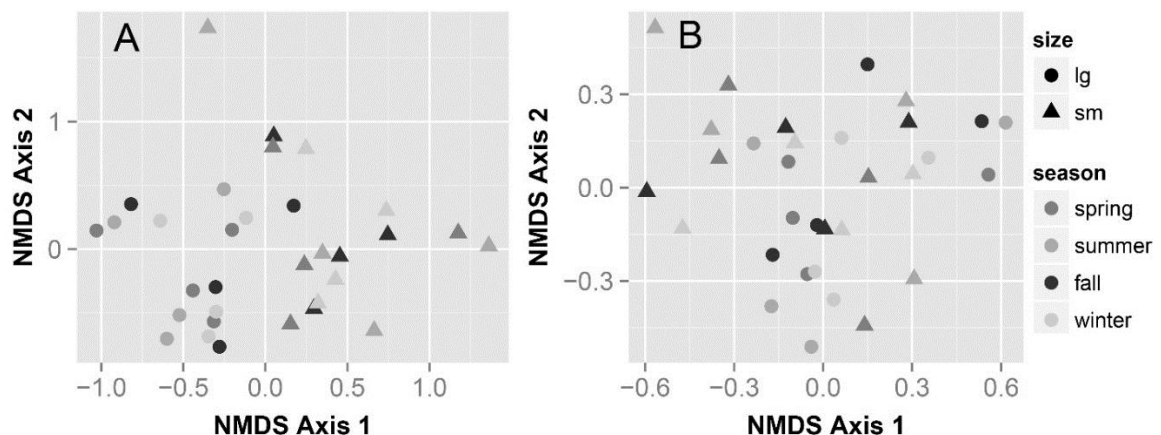 A
NMDS Axis 2
1
0
−1.0 −0.5 0.0 0.5 1.0
NMDS Axis 1
B
NMDS Axis 2
0.3
0.0
−0.3
−0.6 −0.3 0.0 0.3 0.6
NMDS Axis 1
size
lg
sm
season
spring
summer
fall
winter